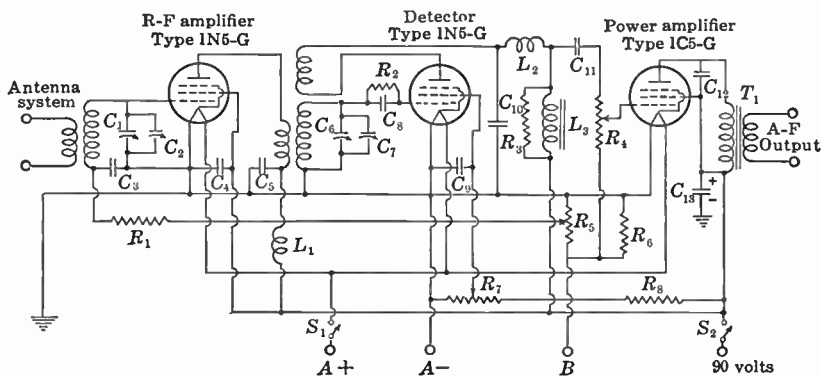 R-F amplifier
Type 1N5-G
Detector
Type 1N5-G
Power amplifier
Type 1C5-G
Antenna
system
C1
C2
C3
C4
C5
R1
L1
R2
C6
C7
C8
C9
L2
C10
R3
L3
C11
R4
R5
R6
R7
R8
C1
T1
C13
+
−
A-F
Output
S1
S2
A+
A−
B
90 volts